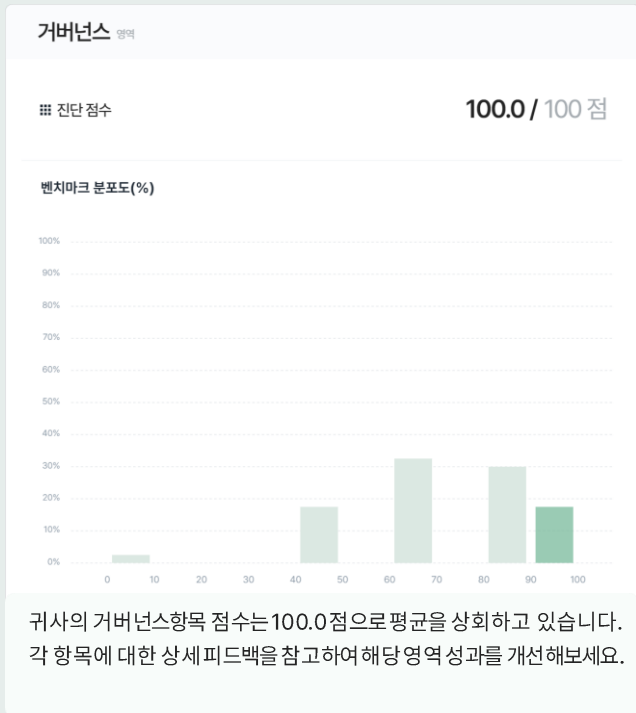 거버넌스 영역
진단 점수
100.0 / 100 점
벤치마크 분포도(%)
100%
90%
80%
70%
60%
50%
40%
30%
20%
10%
0%
0 10 20 30 40 50 60 70 80 90 100
귀사의 거버넌스항목 점수는 100.0점으로 평균을 상회하고 있습니다.
각 항목에 대한 상세피드백을 참고하여 해당 영역 성과를 개선해보세요.